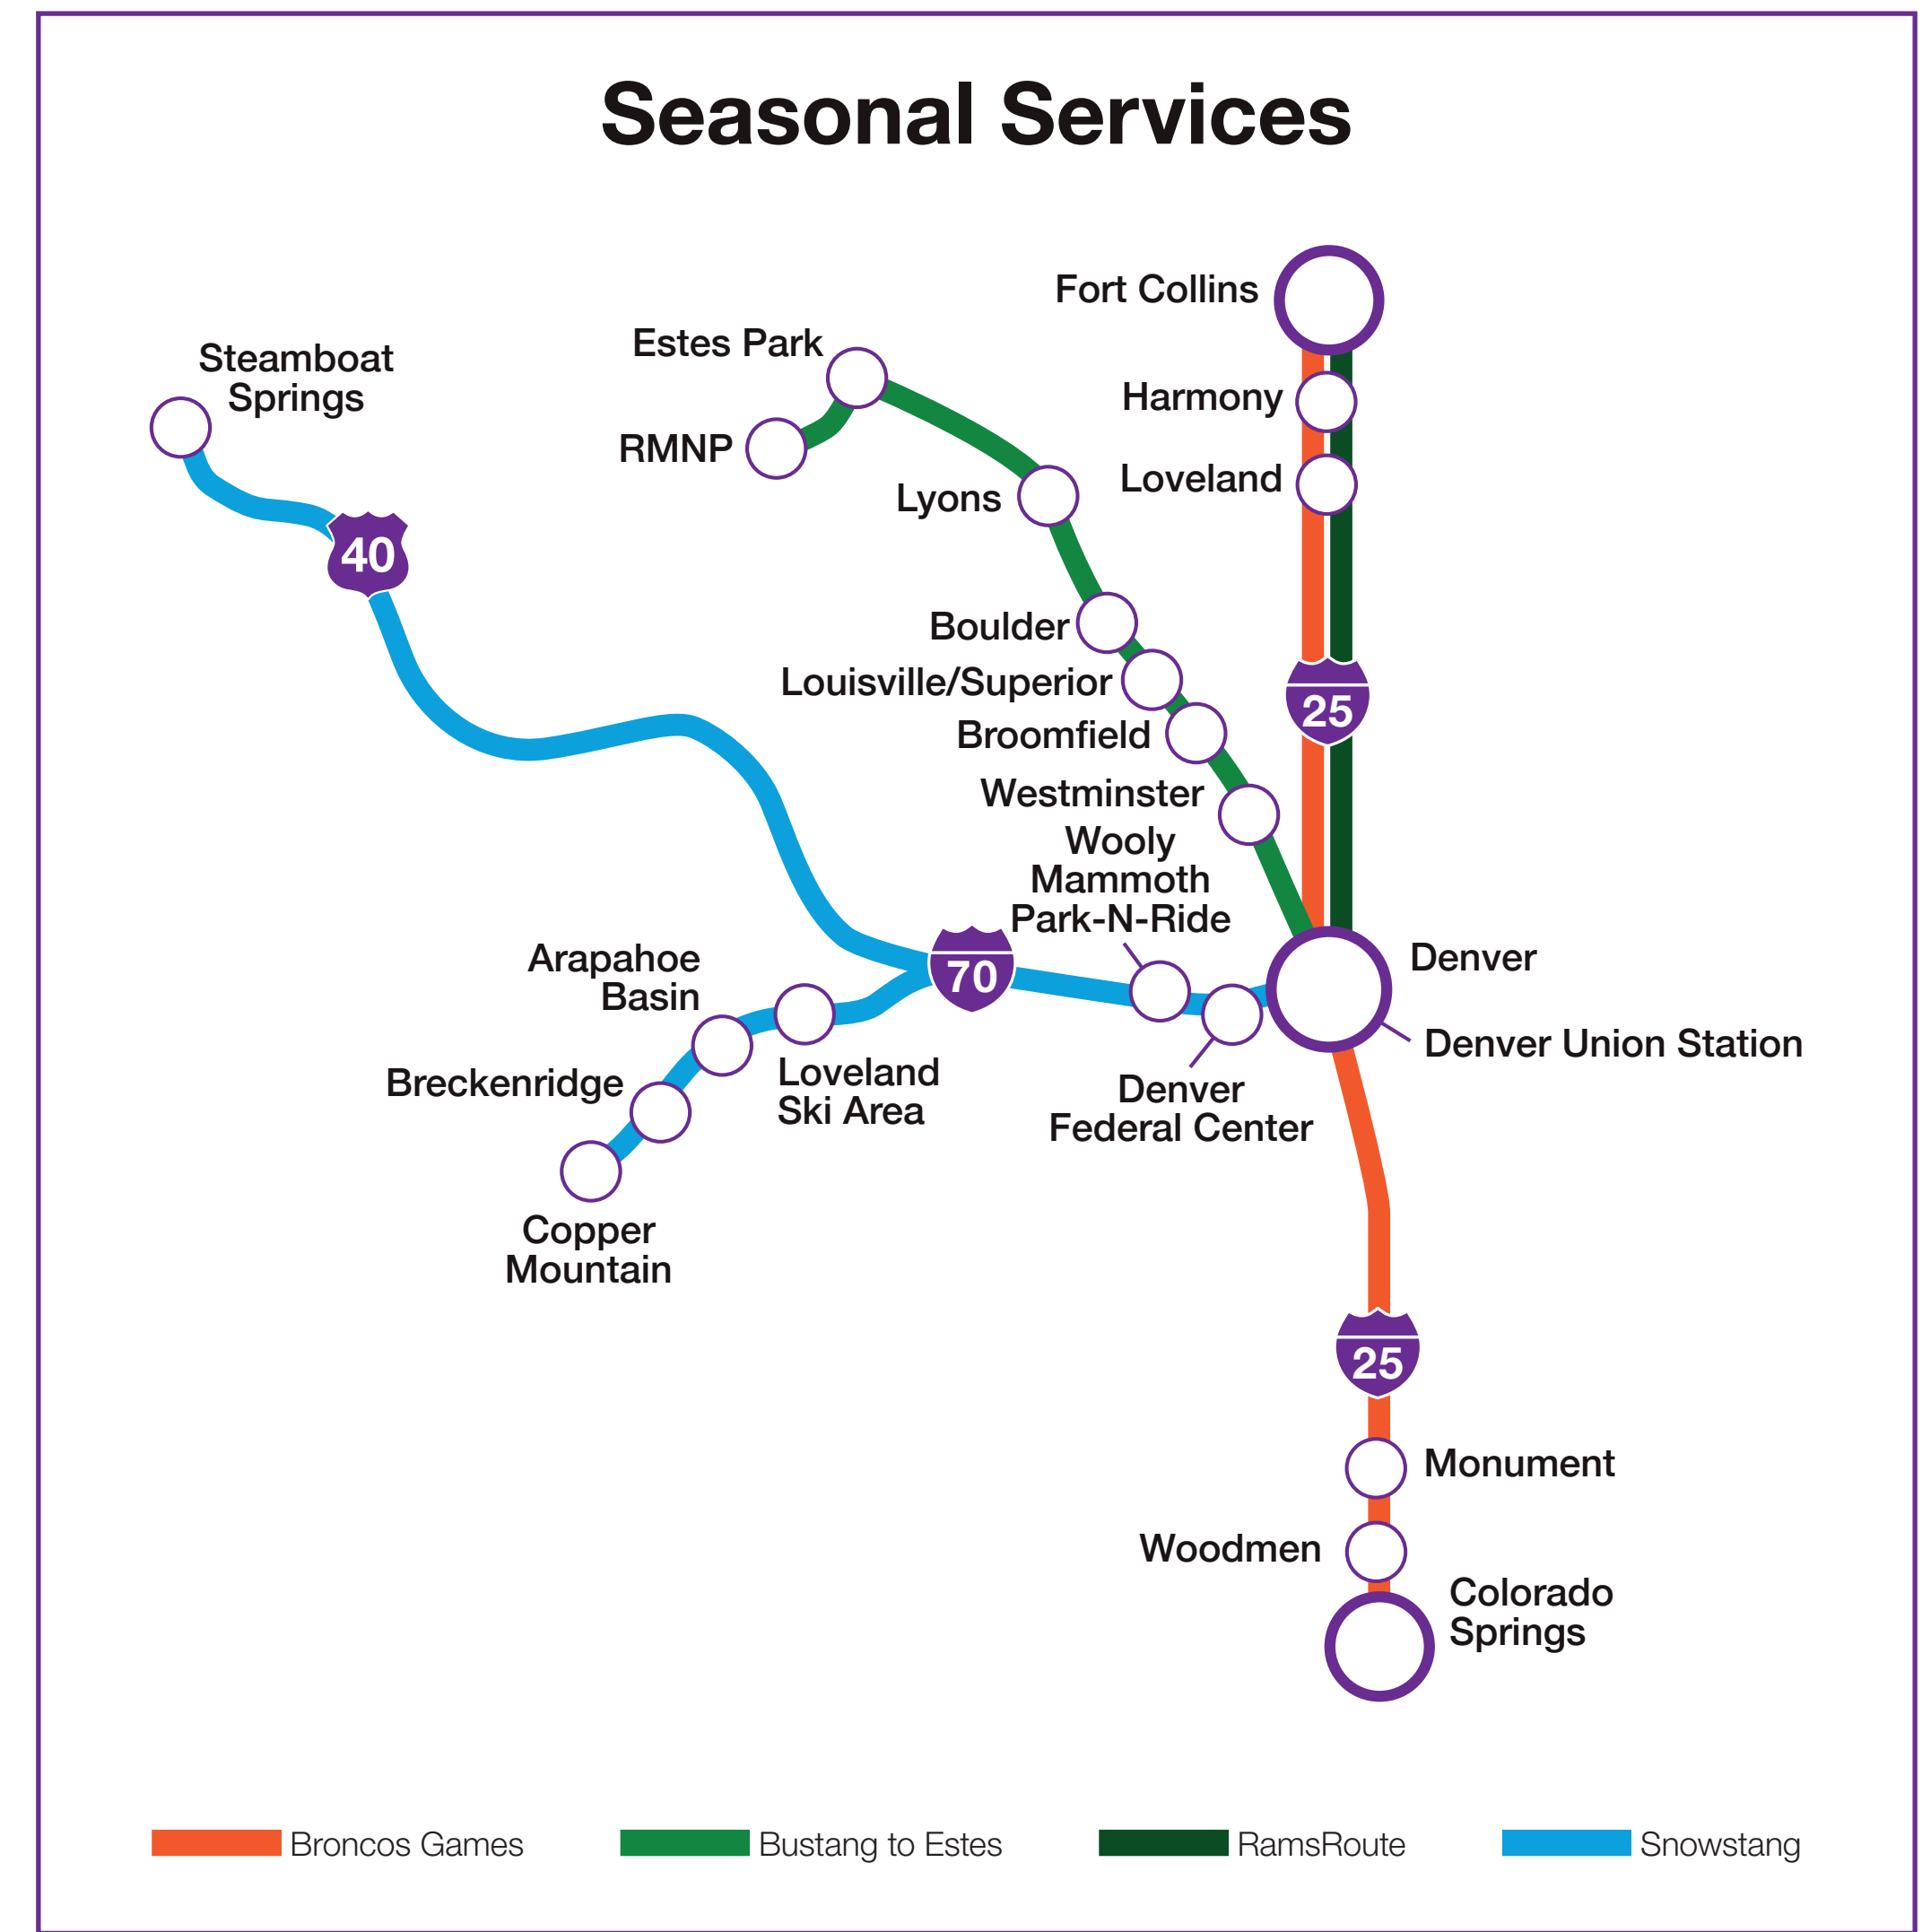 Seasonal Services
Fort Collins
Estes Park
Steamboat
Springs
Harmony
RMNP
Loveland
Lyons
40
Boulder
Louisville/Superior
25
Broomfield
Westminster
Wooly
Mammoth
Park-N-Ride
Arapahoe
Basin
70
Denver
Denver Union Station
Breckenridge
Loveland
Ski Area
Denver
Federal Center
Copper
Mountain
25
Monument
Woodmen
Colorado
Springs
Broncos Games
Bustang to Estes
RamsRoute
Snowstang